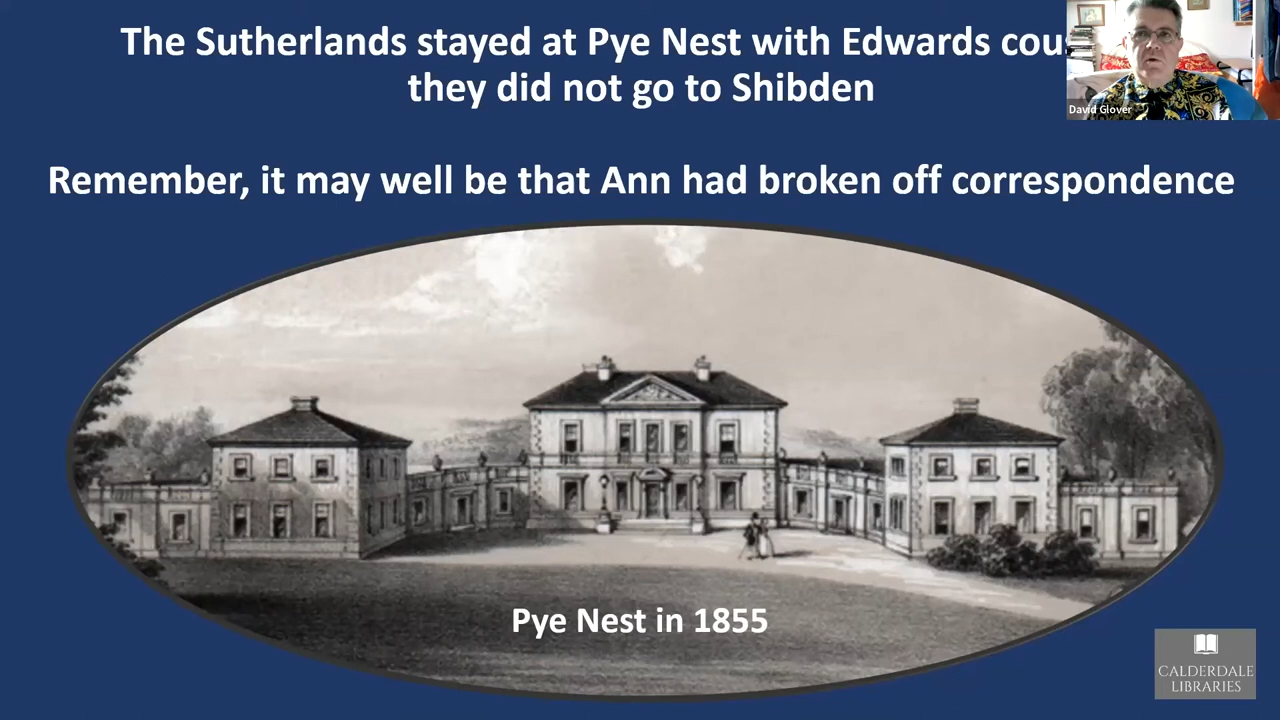 The Sutherlands stayed at Pye Nest with Edwards
they did not go to Shibden
David Glover
Remember, it may well be that Ann had broken off correspondence
Pye Nest in 1855
CALDERDALE
LIBRARIES